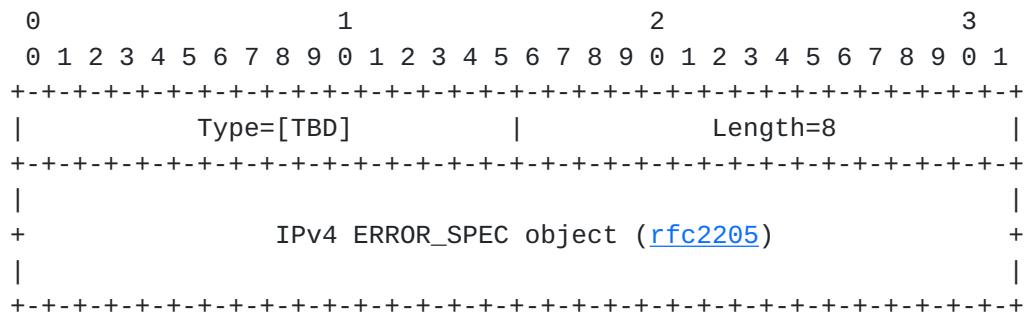 0                   1                   2                   3
 0 1 2 3 4 5 6 7 8 9 0 1 2 3 4 5 6 7 8 9 0 1 2 3 4 5 6 7 8 9 0 1
+-+-+-+-+-+-+-+-+-+-+-+-+-+-+-+-+-+-+-+-+-+-+-+-+-+-+-+-+-+-+-+-+
|           Type=[TBD]          |            Length=8           |
+-+-+-+-+-+-+-+-+-+-+-+-+-+-+-+-+-+-+-+-+-+-+-+-+-+-+-+-+-+-+-+-+
|                                                               |
+                IPv4 ERROR_SPEC object (rfc2205)               +
|                                                               |
+-+-+-+-+-+-+-+-+-+-+-+-+-+-+-+-+-+-+-+-+-+-+-+-+-+-+-+-+-+-+-+-+